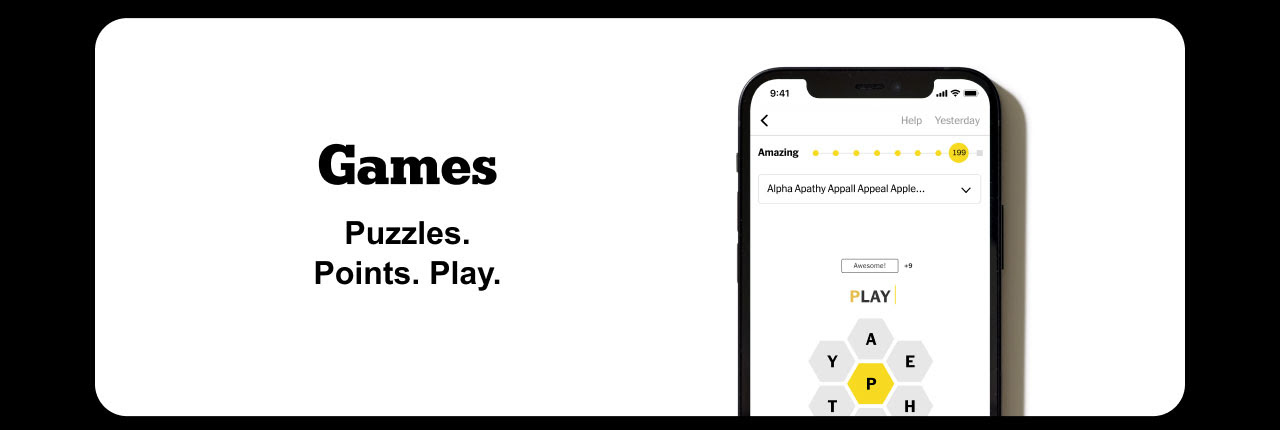 Games
Puzzles.
Points. Play.
9:41
Help Yesterday
Amazing 199
Alpha Apathy Appall Appeal Apple...
Awesome! +9
PLAY
A
Y E
P
T H